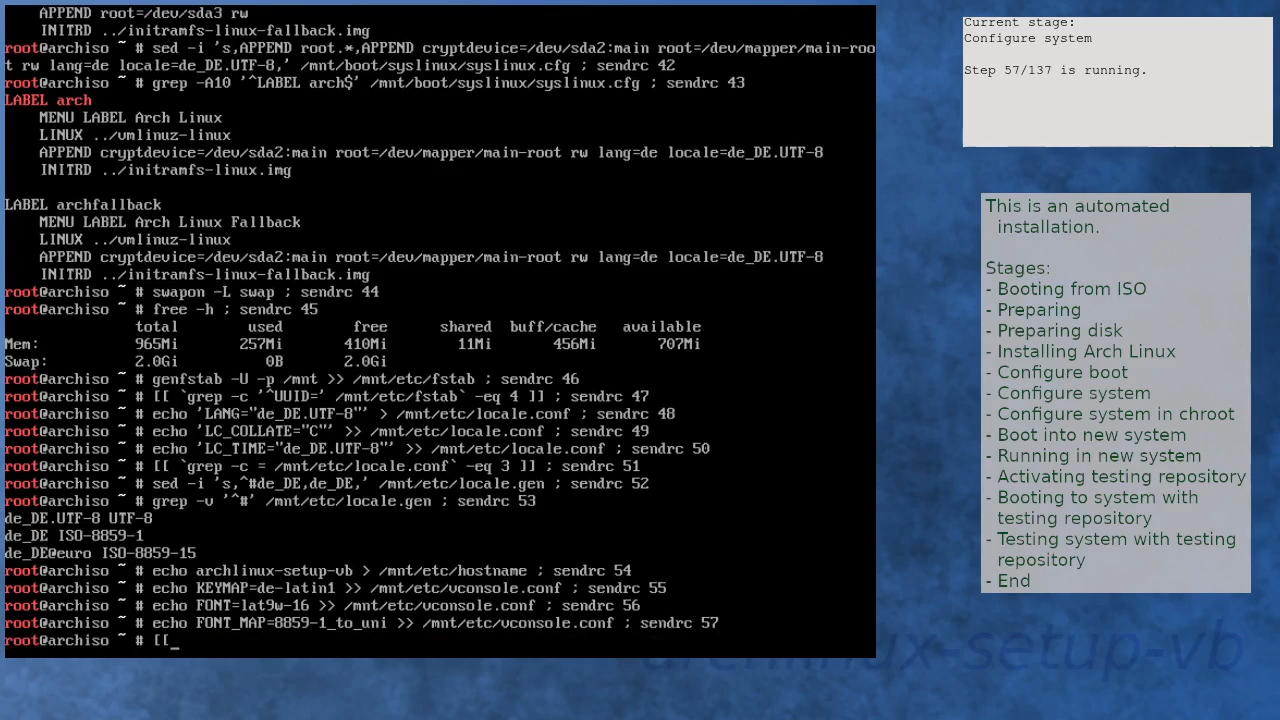 APPEND root=/dev/sda3 rw
INITRD ../initramfs-linux-fallback.img
root@archiso ~ # sed -i 's,APPEND root.*,APPEND cryptdevice=/dev/sda2:main root=/dev/mapper/main-roo
t rw lang=de locale=de_DE.UTF-8,' /mnt/boot/syslinux/syslinux.cfg ; sendrc 42
root@archiso ~ # grep -A10 '^LABEL arch$' /mnt/boot/syslinux/syslinux.cfg ; sendrc 43
LABEL arch
MENU LABEL Arch Linux
LINUX ../vmlinuz-linux
APPEND cryptdevice=/dev/sda2:main root=/dev/mapper/main-root rw lang=de locale=de_DE.UTF-8
INITRD ../initramfs-linux.img
LABEL archfallback
MENU LABEL Arch Linux Fallback
LINUX ../vmlinuz-linux
APPEND cryptdevice=/dev/sda2:main root=/dev/mapper/main-root rw lang=de locale=de_DE.UTF-8
INITRD ../initramfs-linux-fallback.img
root@archiso ~ # swapon -L swap ; sendrc 44
root@archiso ~ # free -h ; sendrc 45
total used free shared buff/cache available
Mem: 965Mi 257Mi 410Mi 11Mi 456Mi 707Mi
Swap: 2.0Gi 0B 2.0Gi
root@archiso ~ # genfstab -U -p /mnt >> /mnt/etc/fstab ; sendrc 46
root@archiso ~ # [[ `grep -c '^UUID=' /mnt/etc/fstab` -eq 4 ]] ; sendrc 47
root@archiso ~ # echo 'LANG="de_DE.UTF-8"' > /mnt/etc/locale.conf ; sendrc 48
root@archiso ~ # echo 'LC_COLLATE="C"' >> /mnt/etc/locale.conf ; sendrc 49
root@archiso ~ # echo 'LC_TIME="de_DE.UTF-8"' >> /mnt/etc/locale.conf ; sendrc 50
root@archiso ~ # [[ `grep -c = /mnt/etc/locale.conf` -eq 3 ]] ; sendrc 51
root@archiso ~ # sed -i 's,^#de_DE,de_DE,' /mnt/etc/locale.gen ; sendrc 52
root@archiso ~ # grep -v '^#' /mnt/etc/locale.gen ; sendrc 53
de_DE.UTF-8 UTF-8
de_DE ISO-8859-1
de_DE@euro ISO-8859-15
root@archiso ~ # echo archlinux-setup-vb > /mnt/etc/hostname ; sendrc 54
root@archiso ~ # echo KEYMAP=de-latin1 >> /mnt/etc/vconsole.conf ; sendrc 55
root@archiso ~ # echo FONT=lat9w-16 >> /mnt/etc/vconsole.conf ; sendrc 56
root@archiso ~ # echo FONT_MAP=8859-1_to_uni >> /mnt/etc/vconsole.conf ; sendrc 57
root@archiso ~ # [[_
Current stage:
Configure system
Step 57/137 is running.
This is an automated
installation.
Stages:
- Booting from ISO
- Preparing
- Preparing disk
- Installing Arch Linux
- Configure boot
- Configure system
- Configure system in chroot
- Boot into new system
- Running in new system
- Activating testing repository
- Booting to system with
testing repository
- Testing system with testing
repository
- End
archlinux-setup-vb